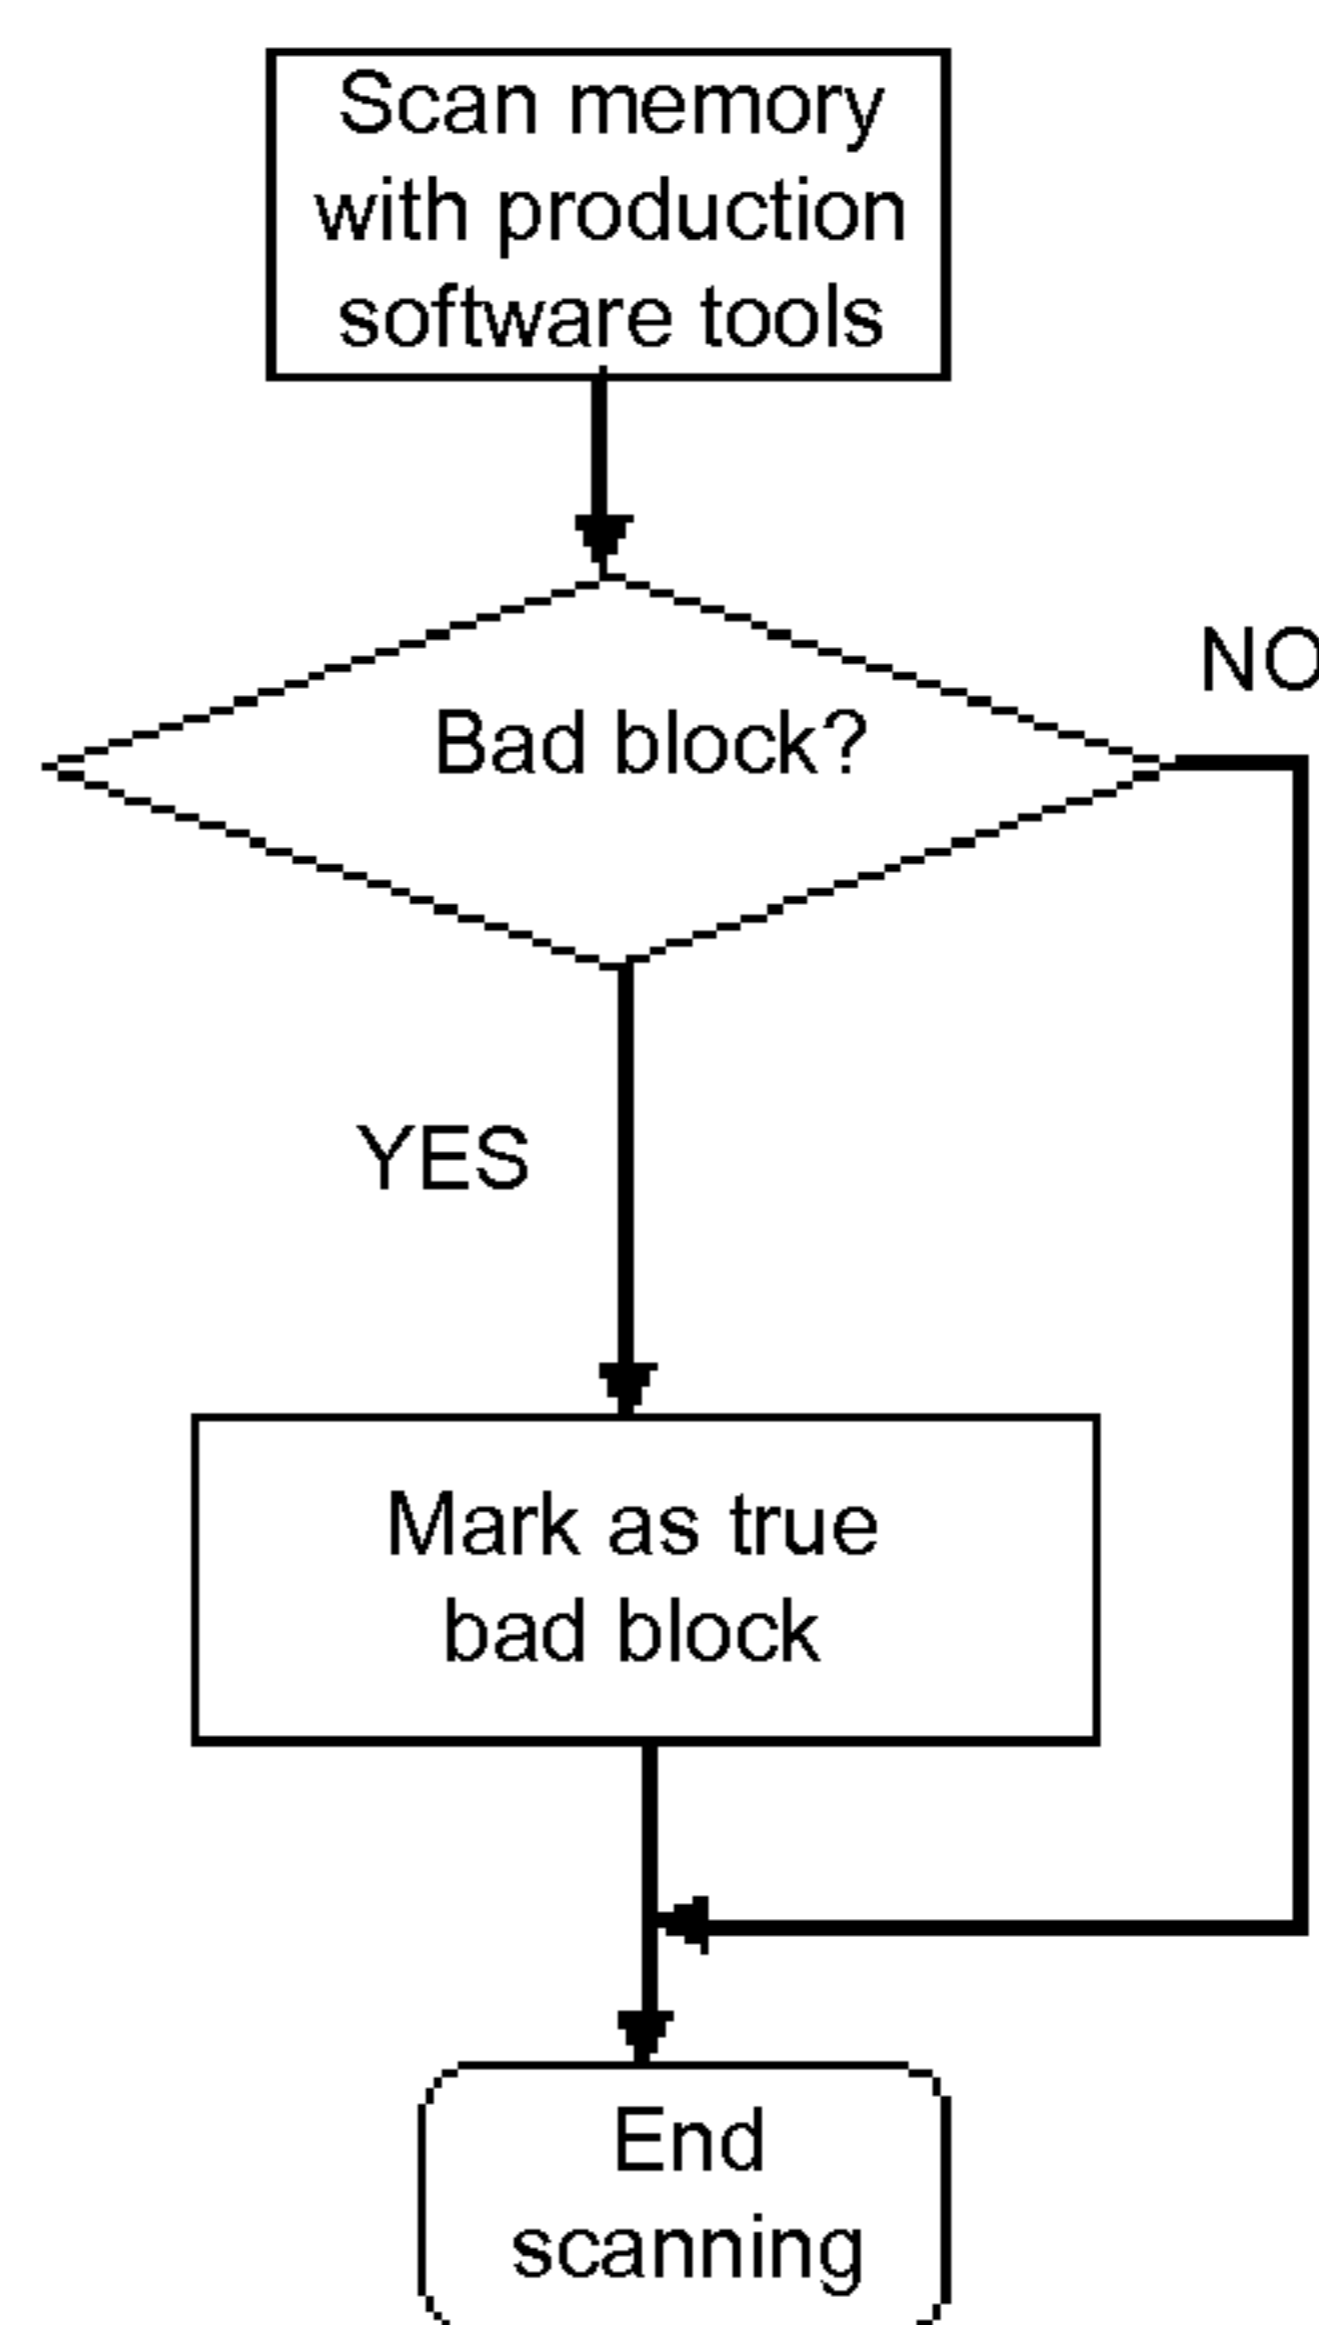 Scan memory
with production
software tools
NO
Bad block?
YES
Mark as true
bad block
End
scanning